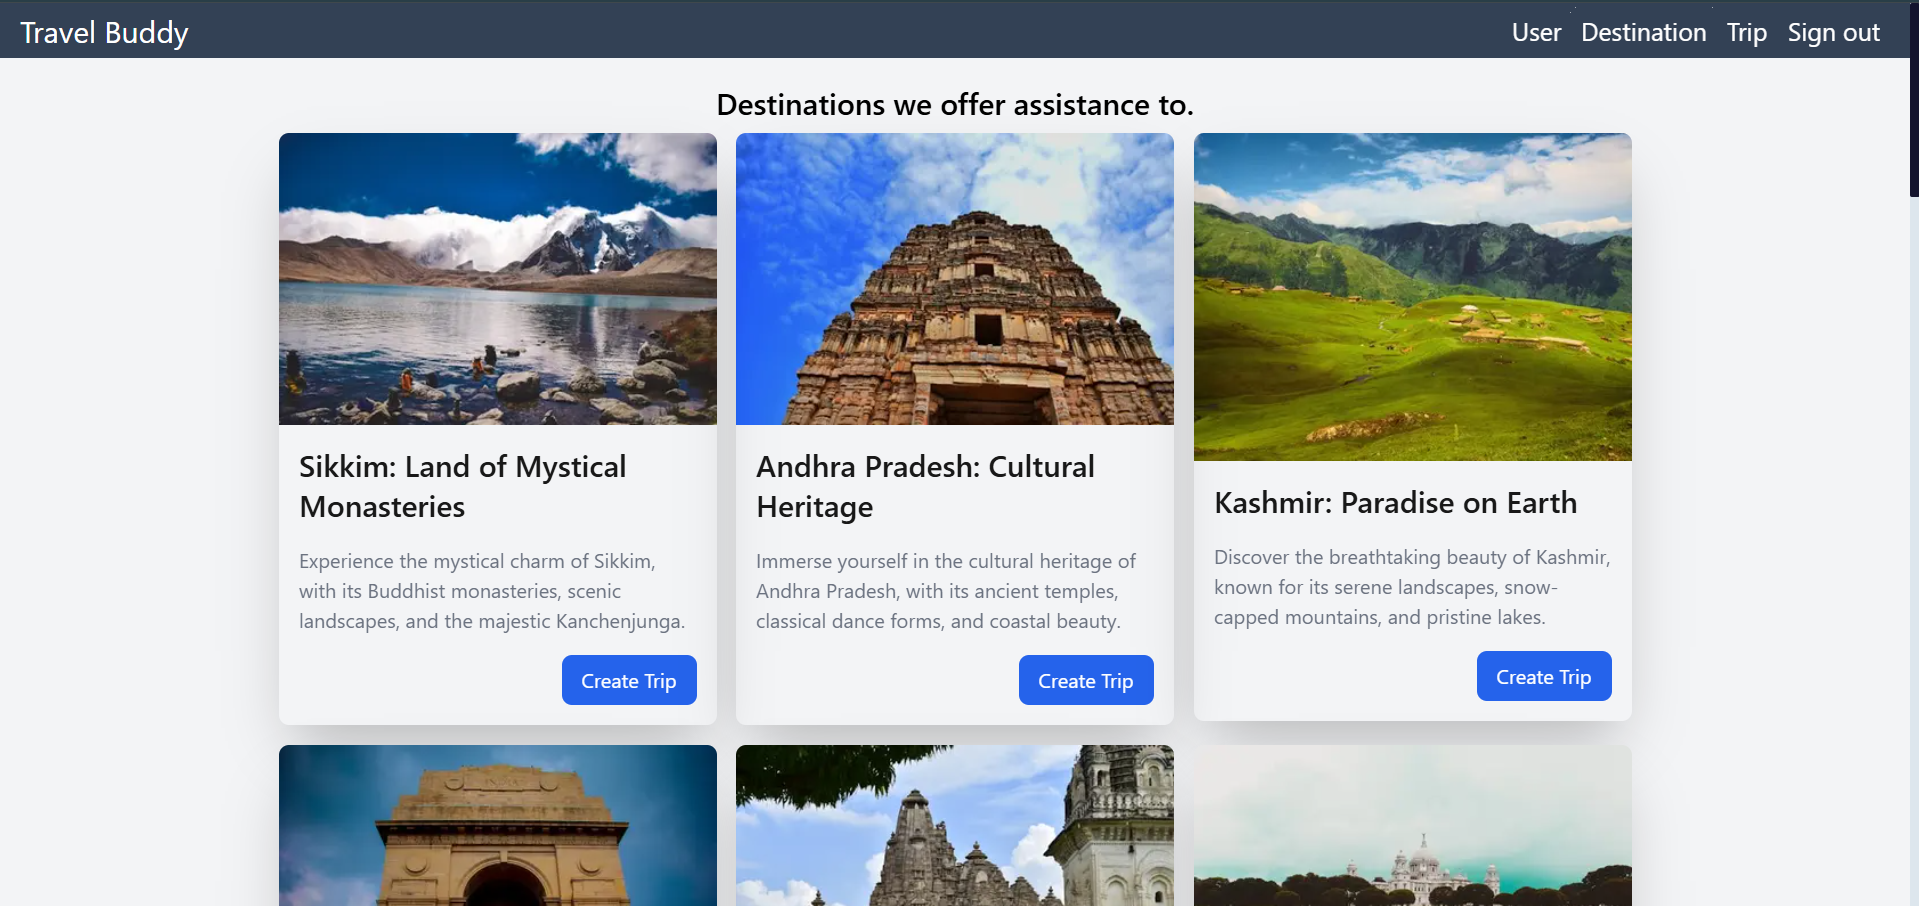 Travel Buddy
User Destination Trip Sign out
Destinations we offer assistance to.
Sikkim: Land of Mystical
Monasteries
Experience the mystical charm of Sikkim,
with its Buddhist monasteries, scenic
landscapes, and the majestic Kanchenjunga.
Create Trip
Andhra Pradesh: Cultural
Heritage
Immerse yourself in the cultural heritage of
Andhra Pradesh, with its ancient temples,
classical dance forms, and coastal beauty.
Create Trip
Kashmir: Paradise on Earth
Discover the breathtaking beauty of Kashmir,
known for its serene landscapes, snow-
capped mountains, and pristine lakes.
Create Trip